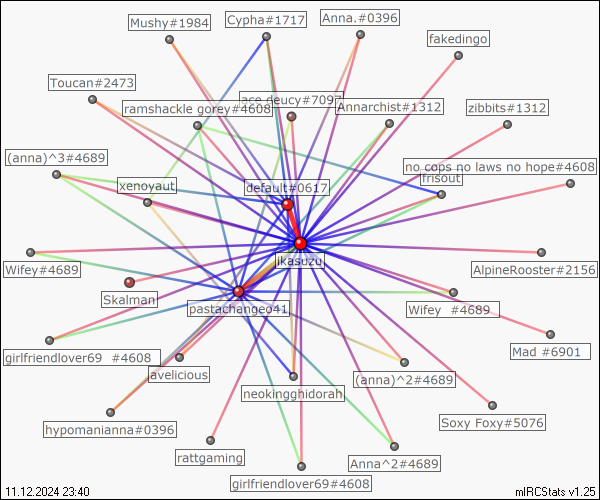 Mushy#1984
Cypha#1717
Anna.#0396
fakedingo
Toucan#2473
ace deucy#7097
ramshackle gorey#4608
Annarchist#1312
zibbits#1312
(anna)^3#4689
no cops no laws no hope#4608
frisout
xenoyaut
default#0617
ikasuzu
Wifey#4689
AlpineRooster#2156
Skalman
pastachangeo41
Wifey #4689
girlfriendlover69 #4608
Mad #6901
avelicious
(anna)^2#4689
neokingghidorah
hypomanianna#0396
Soxy Foxy#5076
rattgaming
Anna^2#4689
girlfriendlover69#4608
11.12.2024 23:40
mIRCStats v1.25